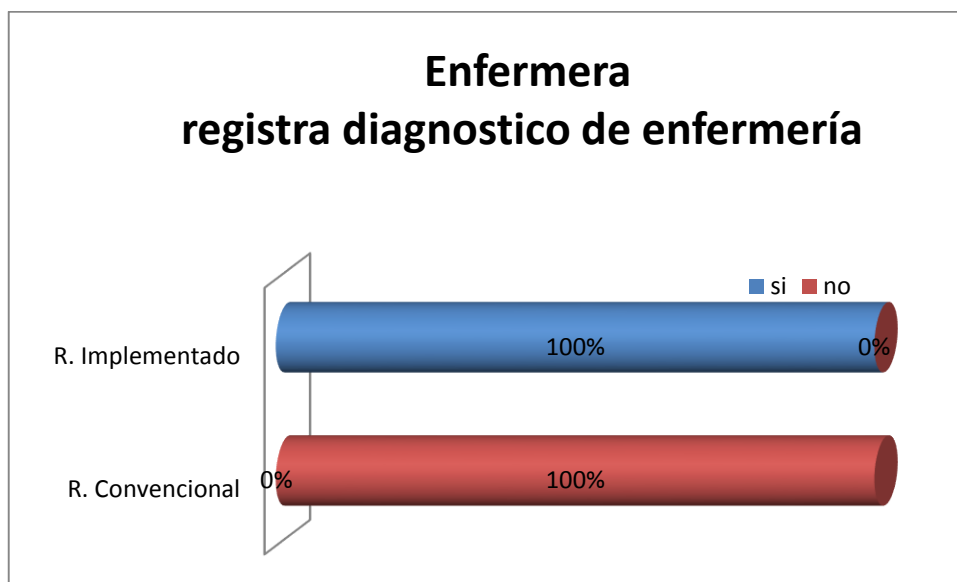 Enfermera
registra diagnostico de enfermería
si no
R. Implementado 100% 0%
R. Convencional 0% 100%